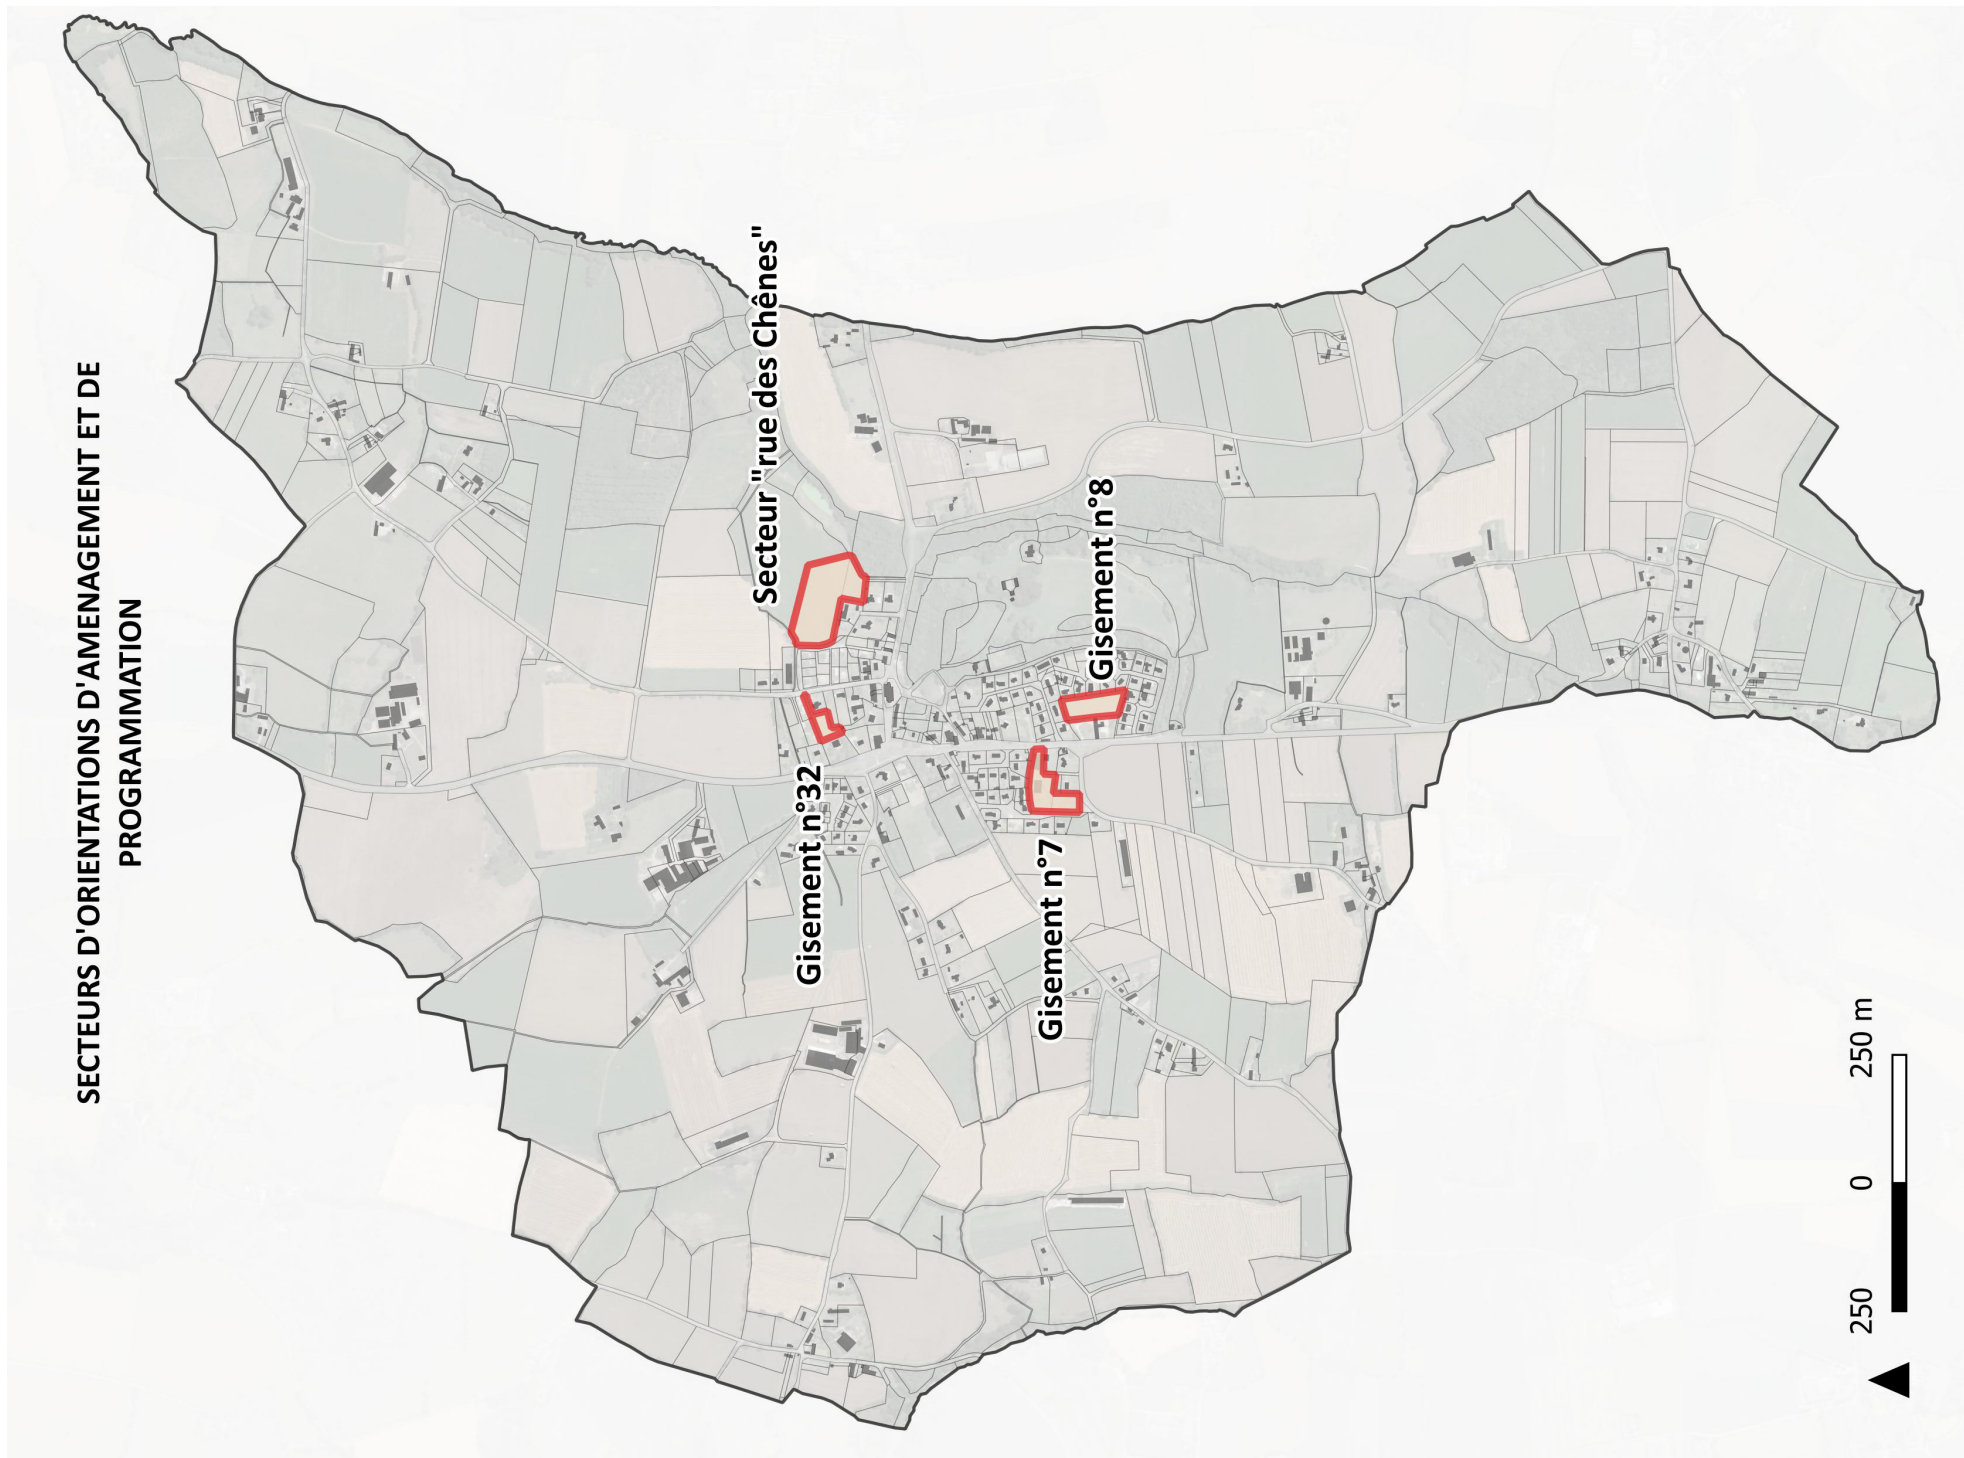 SECTEURS D'ORIENTATIONS D'AMENAGEMENT ET DE
PROGRAMMATION
Secteur "rue des Chênes"
Gisement n°32
Gisement n°7
Gisement n°8
250 0 250 m